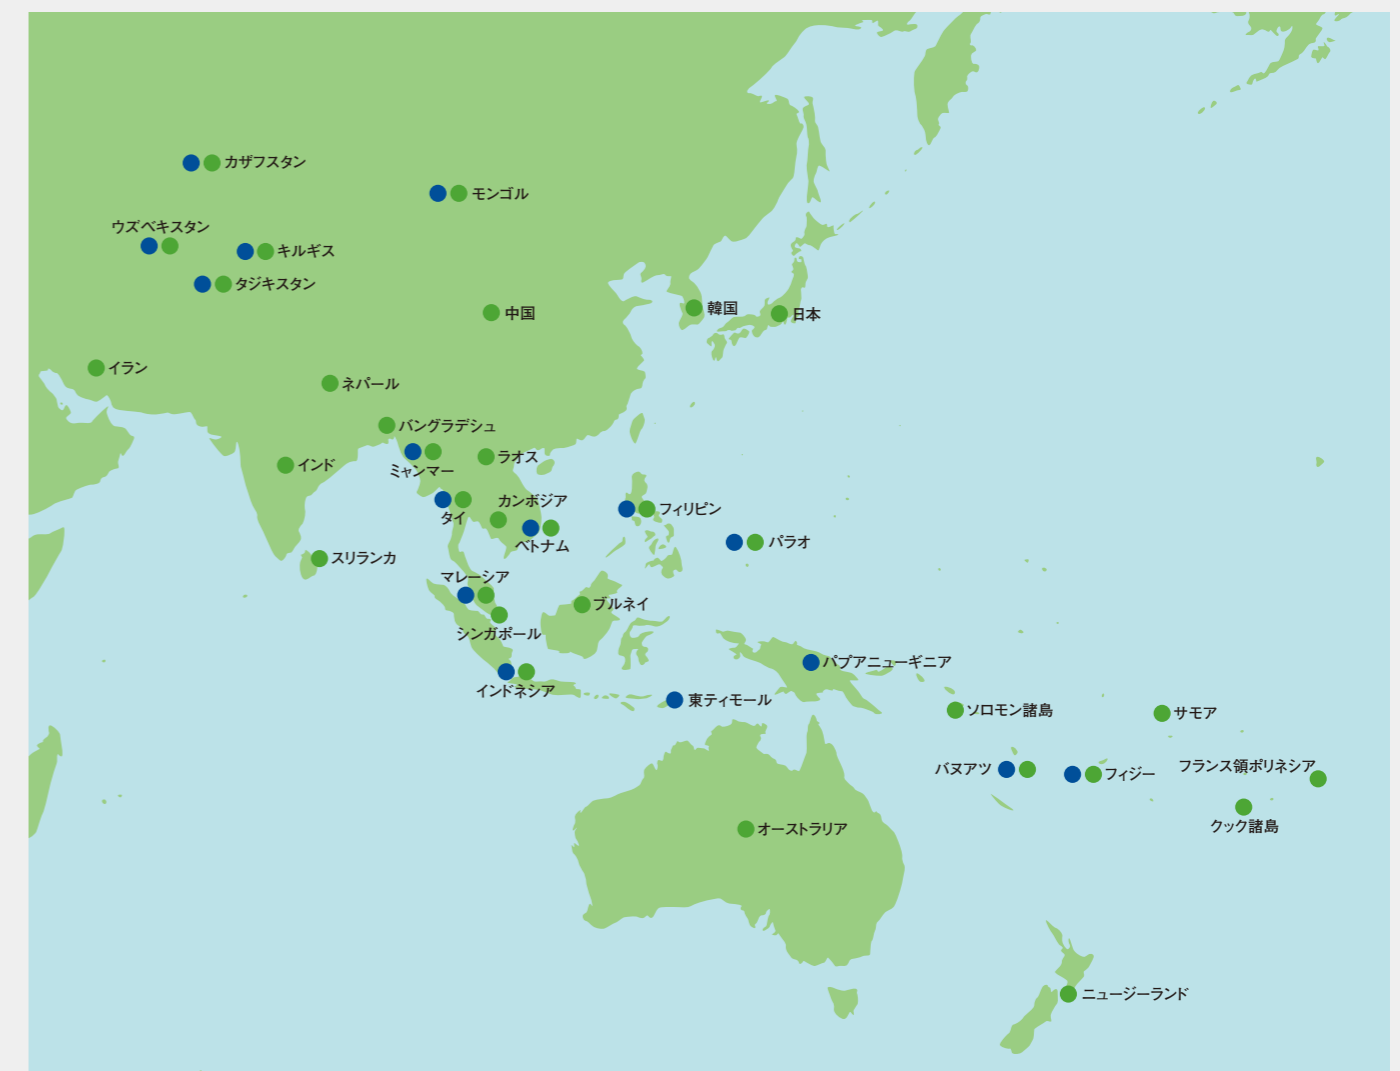 カザフスタン
モンゴル
ウズベキスタン
キルギス
タジキスタン
中国
韓国
日本
イラン
ネパール
バングラデシュ
ミャンマー
ラオス
インド
カンボジア
タイ
ベトナム
フィリピン
パラオ
スリランカ
マレーシア
ブルネイ
シンガポール
インドネシア
パプアニューギニア
東ティモール
ソロモン諸島
サモア
バヌアツ
フィジー
フランス領ポリネシア
クック諸島
オーストラリア
ニュージーランド